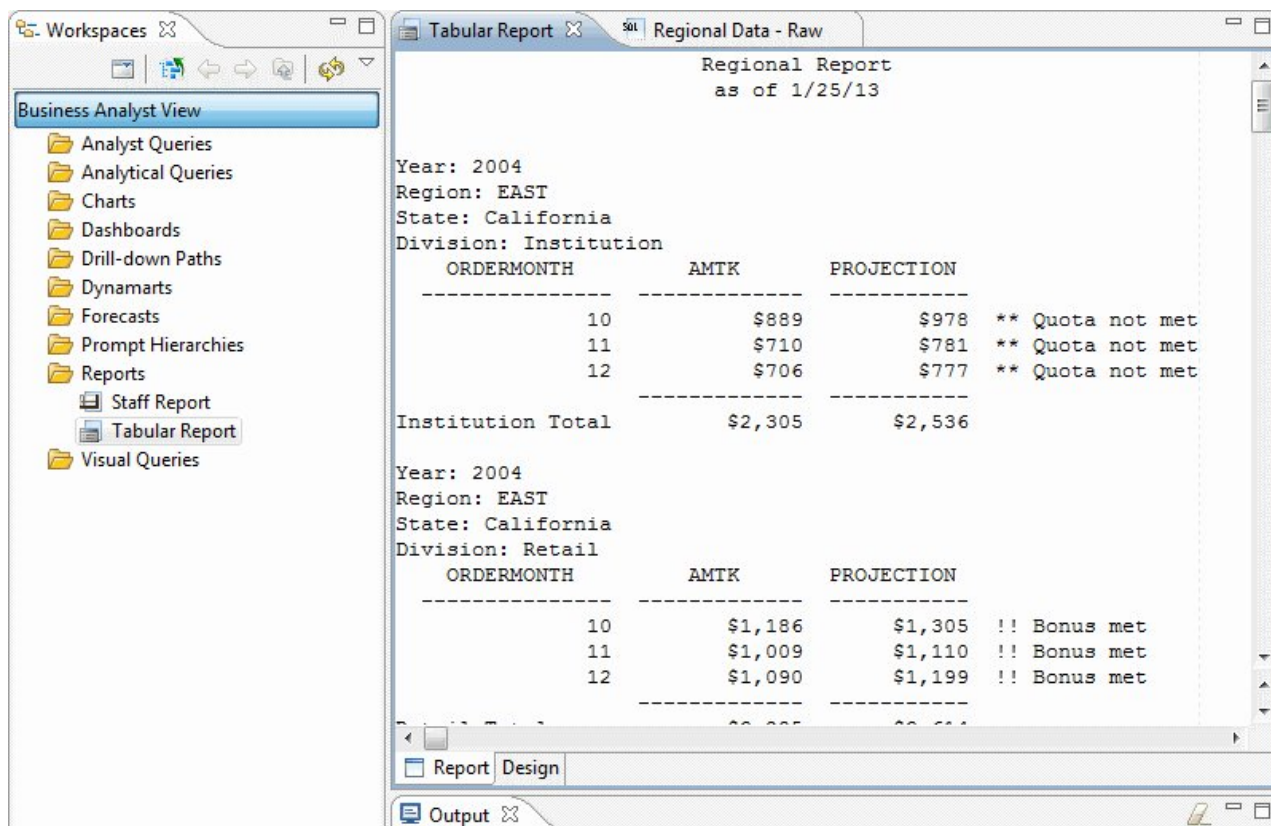 Workspaces
Business Analyst View
Analyst Queries
Analytical Queries
Charts
Dashboards
Drill-down Paths
Dynamarts
Forecasts
Prompt Hierarchies
Reports
Staff Report
Tabular Report
Visual Queries
Tabular Report
SQL Regional Data - Raw
Regional Report
as of 1/25/13
Year: 2004
Region: EAST
State: California
Division: Institution
ORDERMONTH AMTK PROJECTION
--------------- ------------- -----------
10 $889 $978 ** Quota not met
11 $710 $781 ** Quota not met
12 $706 $777 ** Quota not met
------------- -----------
Institution Total $2,305 $2,536
Year: 2004
Region: EAST
State: California
Division: Retail
ORDERMONTH AMTK PROJECTION
--------------- ------------- -----------
10 $1,186 $1,305 !! Bonus met
11 $1,009 $1,110 !! Bonus met
12 $1,090 $1,199 !! Bonus met
------------- -----------
Report Design
Output